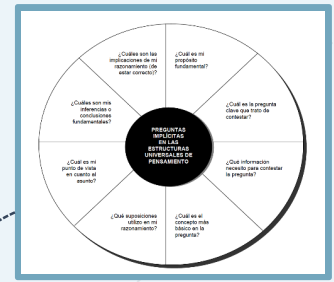 ¿Cuáles son las
implicaciones de mi
razonamiento (de
estar correcto)?
¿Cuál es mi
propósito
fundamental?
¿Cuál es la pregunta
clave que trato de
contestar?
¿Qué información
necesito para contestar
la pregunta?
¿Cuál es el
concepto más
básico en la
pregunta?
¿Qué suposiciones
utilizo en mi
razonamiento?
¿Cuál es mi
punto de vista
en cuanto al
asunto?
¿Cuáles son mis
inferencias o
conclusiones
fundamentales?
PREGUNTAS
IMPLÍCITAS
EN LAS
ESTRUCTURAS
UNIVERSALES DE
PENSAMIENTO